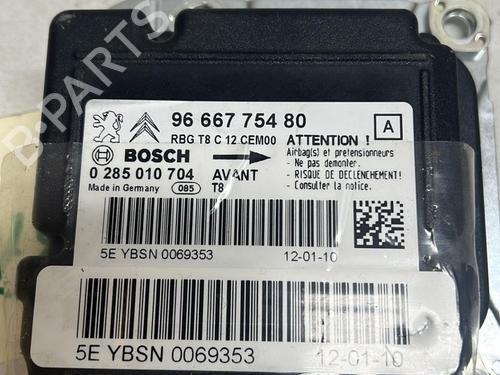 B-PARTS
96 667 754 80
A
RBG T8 C 12 CEM00
ATTENTION !
BOSCH
Airbag(s) et pretensionneurs
- Ne pas demonter.
0 285 010 704 AVANT
- RISQUE DE DECLENCHEMENT!
Made in Germany 085 T8
- Consulter la notice.
5E YBSN 0069353 12-01-10
5E YBSN 0069353 12-01-10